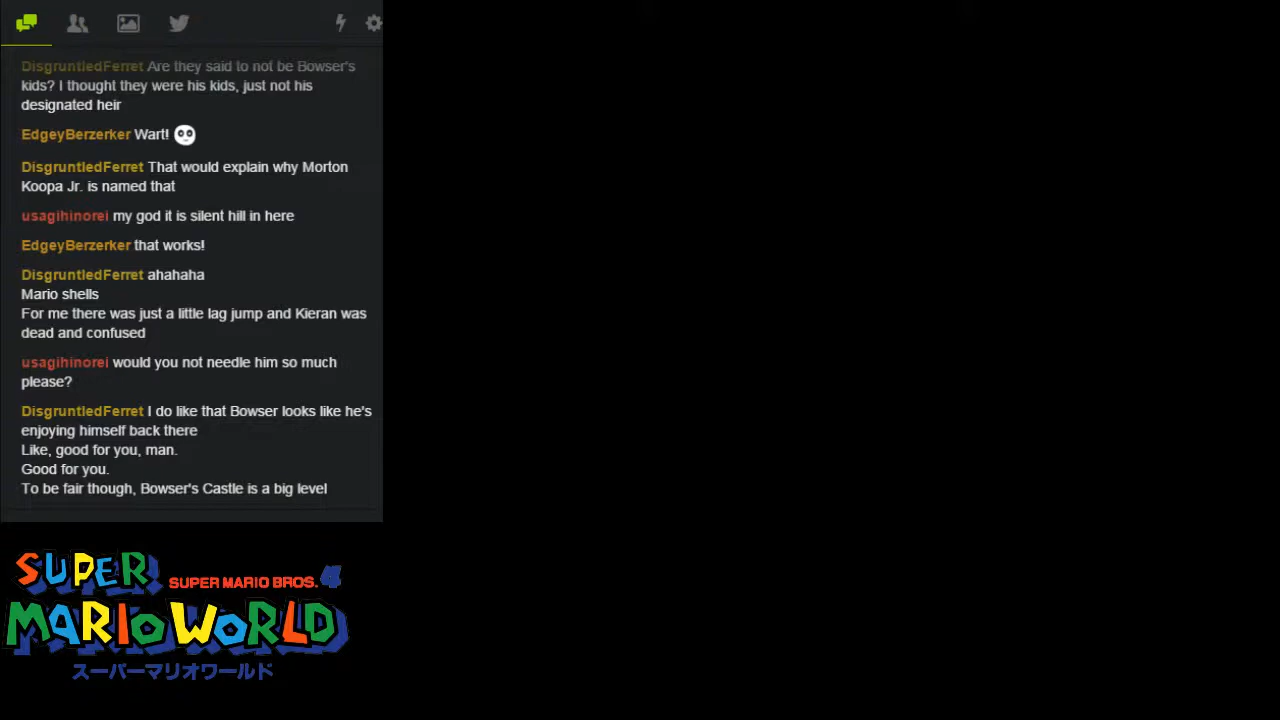 DisgruntledFerret Are they said to not be Bowser's
kids? I thought they were his kids, just not his
designated heir
EdgeyBerzerker Wart!
DisgruntledFerret That would explain why Morton
Koopa Jr. is named that
usagihinorei my god it is silent hill in here
EdgeyBerzerker that works!
DisgruntledFerret ahahaha
Mario shells
For me there was just a little lag jump and Kieran was
dead and confused
usagihinorei would you not needle him so much
please?
DisgruntledFerret I do like that Bowser looks like he's
enjoying himself back there
Like, good for you, man.
Good for you.
To be fair though, Bowser's Castle is a big level
SUPER SUPER MARIO BROS. 4
MARIO WORLD
スーパーマリオワールド